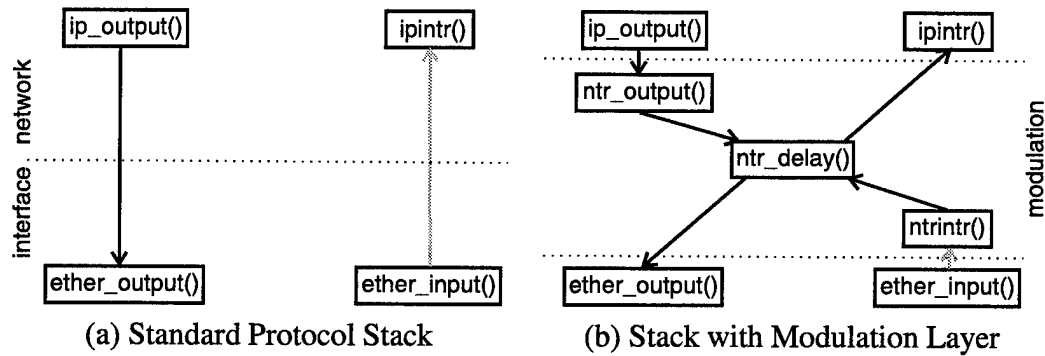 ip_output()
ipintr()
network
interface
ether_output()
ether_input()
(a) Standard Protocol Stack
ip_output()
ipintr()
ntr_output()
ntr_delay()
modulation
ntrintr()
ether_output()
ether_input()
(b) Stack with Modulation Layer